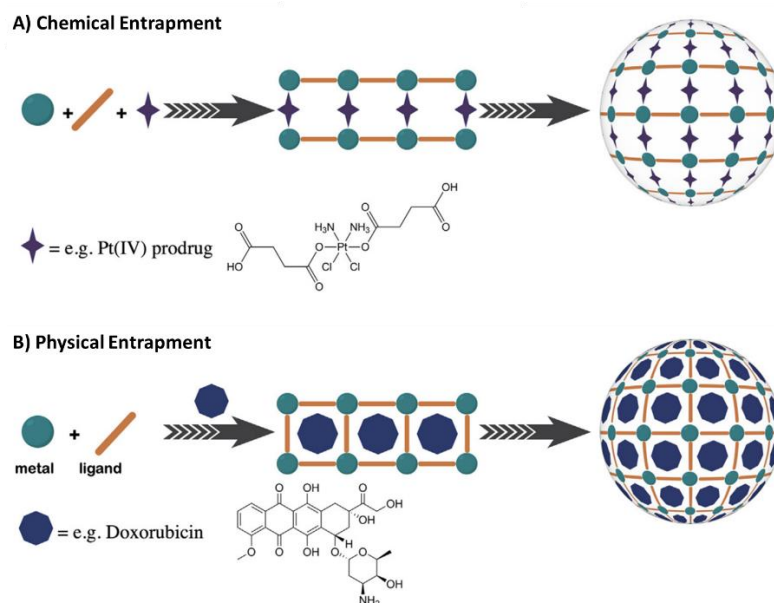 A) Chemical Entrapment
+ +
= e.g. Pt(IV) prodrug
OH
O
O
H₃N NH₃
O
O Pt O
HO
Cl Cl
O
O
B) Physical Entrapment
+
metal ligand
= e.g. Doxorubicin
O OH O
OH
OH
O O OH H
O
O
OH
NH₂